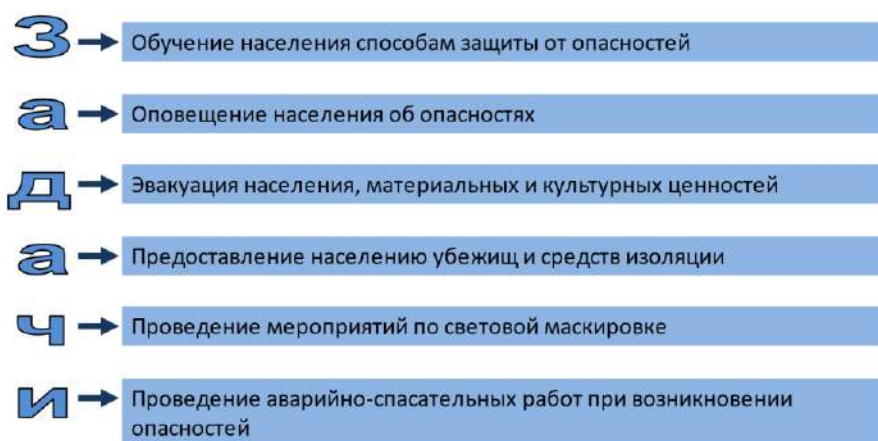 З Обучение населения способам защиты от опасностей
а Оповещение населения об опасностях
д Эвакуация населения, материальных и культурных ценностей
а Предоставление населению убежищ и средств изоляции
ч Проведение мероприятий по световой маскировке
и Проведение аварийно-спасательных работ при возникновении
опасностей